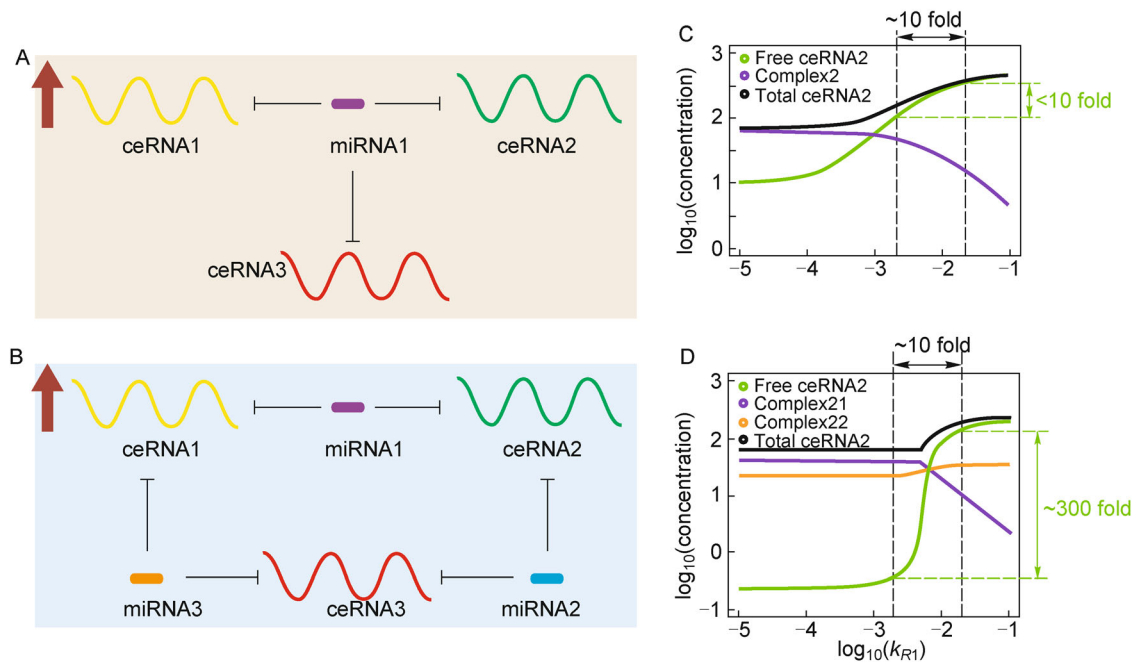 A
ceRNA1
miRNA1
ceRNA2
ceRNA3
B
ceRNA1
miRNA1
ceRNA2
miRNA3
ceRNA3
miRNA2
C
~10 fold
Free ceRNA2
Complex2
Total ceRNA2
<10 fold
log10(concentration)
3
2
1
0
−5
−4
−3
−2
−1
D
~10 fold
Free ceRNA2
Complex21
Complex22
Total ceRNA2
~300 fold
log10(concentration)
3
2
1
0
−1
−5
−4
−3
−2
−1
log10(kR1)